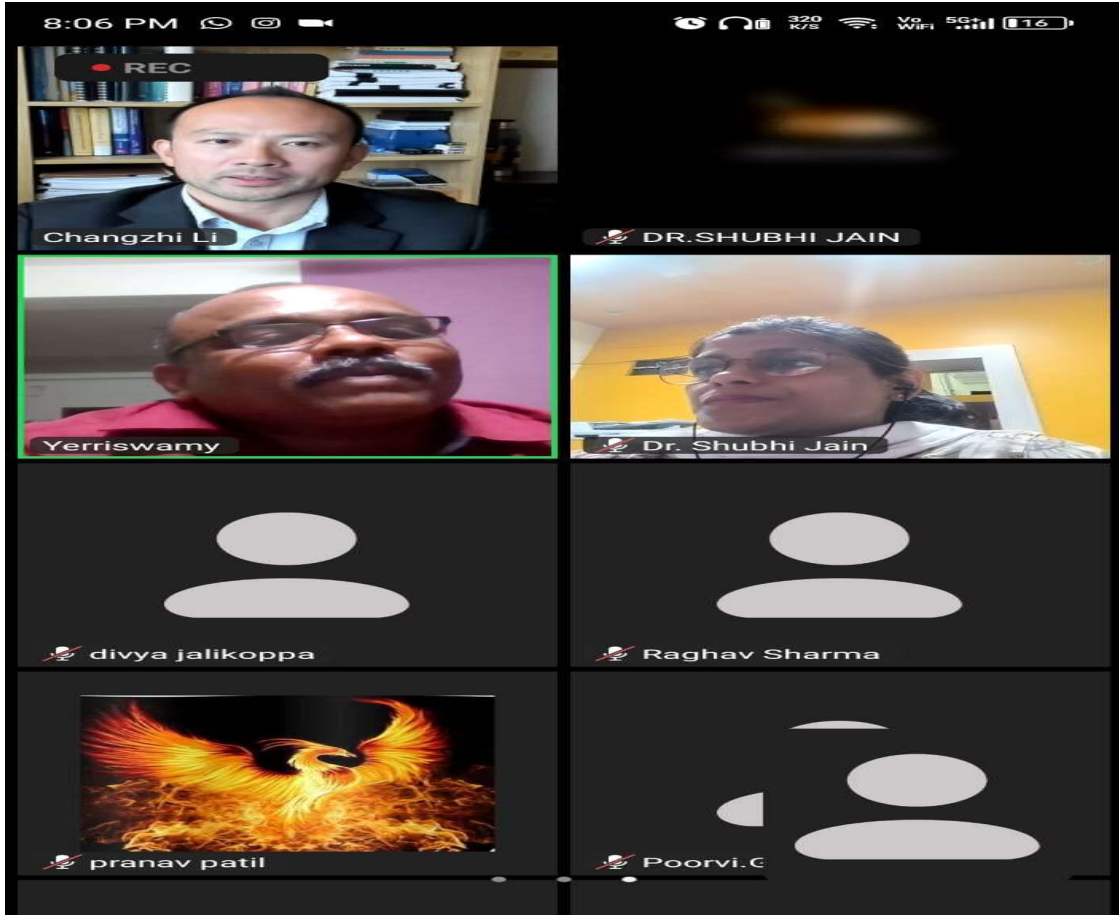 8:06 PM 320 K/S Vo WiFi 5G+ 16
REC
Changzhi Li
DR.SHUBHI JAIN
Yerriswamy
Dr. Shubhi Jain
divya jalikoppa
Raghav Sharma
pranav patil
Poorvi.G